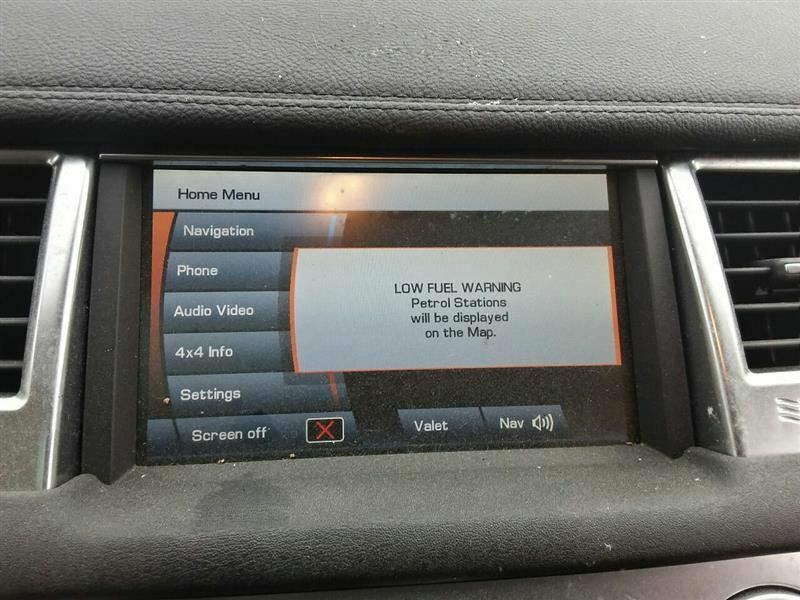 Home Menu
Navigation
Phone
Audio Video
4x4 Info
Settings
Screen off
LOW FUEL WARNING
Petrol Stations
will be displayed
on the Map.
Valet
Nav